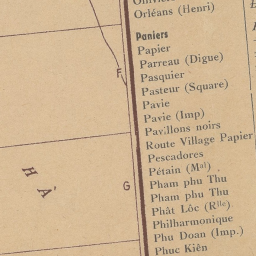 Orléans (Henri)
Paniers
Papier
Parreau (Digue)
Pasquier
Pasteur (Square)
Pavie
Pavie (Imp)
Pavillons noirs
Route Village Papier
Pescadores
Pétain (Mal)
Pham phu Thu
Pham phu Thu
Phât Lôc (Rlle)
Philharmonique
Phu Doan (Imp.)
Phuc Kiên
F
G
HÀ